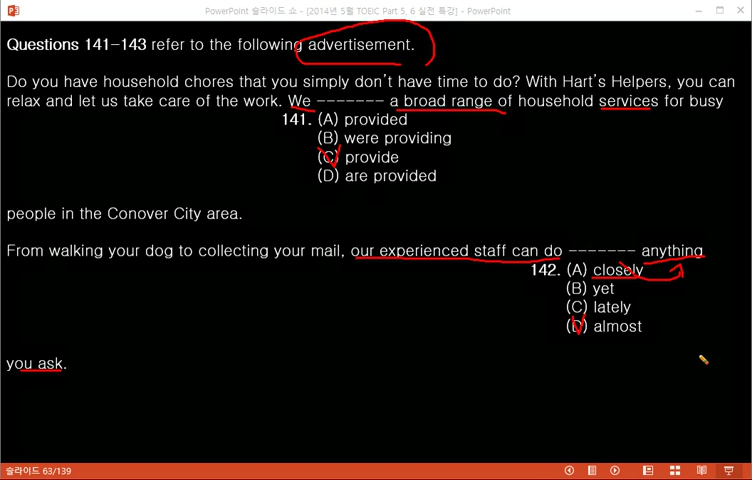 PowerPoint 슬라이드 쇼 - [2014년 5월 TOEIC Part 5, 6 실전 특강] - PowerPoint
Questions 141-143 refer to the following advertisement.
Do you have household chores that you simply don't have time to do? With Hart's Helpers, you can
relax and let us take care of the work. We ------- a broad range of household services for busy
141. (A) provided
(B) were providing
(C) provide
(D) are provided
people in the Conover City area.
From walking your dog to collecting your mail, our experienced staff can do ------- anything
142. (A) closely
(B) yet
(C) lately
(D) almost
you ask.
슬라이드 63/139